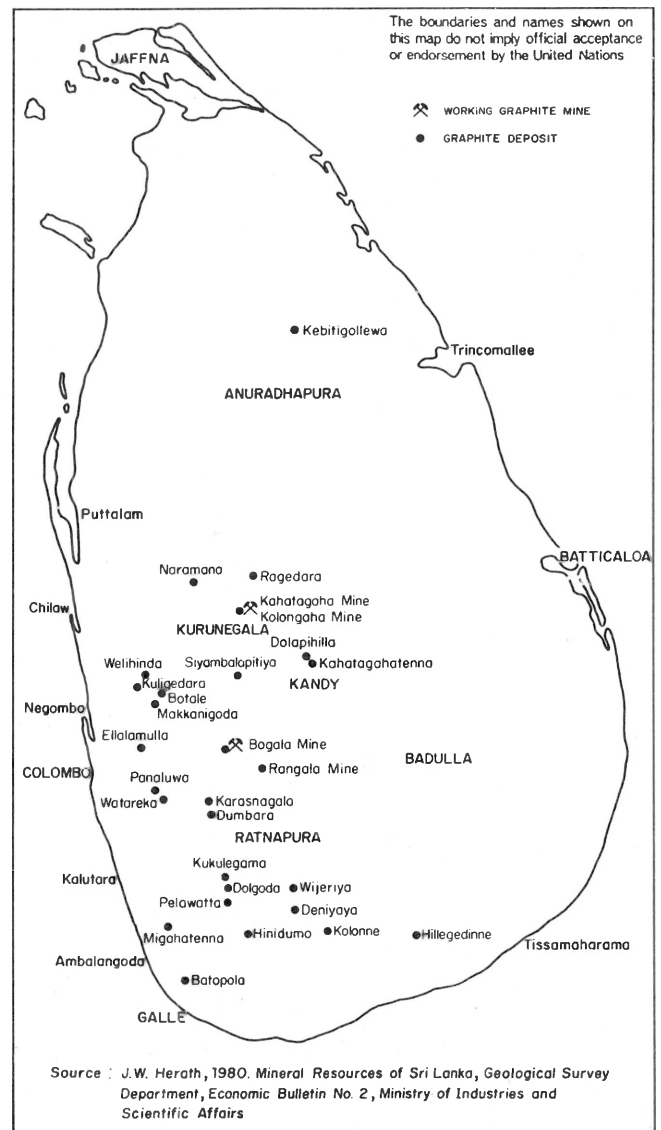 The boundaries and names shown on
this map do not imply official acceptance
or endorsement by the United Nations
JAFFNA
WORKING GRAPHITE MINE
GRAPHITE DEPOSIT
Kebitigollewa
Trincomallee
ANURADHAPURA
Puttalam
BATTICALOA
Naramana
Ragedara
Kahatagaha Mine
Kolongaha Mine
Chilaw
KURUNEGALA
Dolapihilla
Welihinda
Siyambalapitiya
Kahatagahatenna
Kuligedara
KANDY
Botale
Negombo
Makkanigoda
Ellalamulla
Bogala Mine
BADULLA
COLOMBO
Rangala Mine
Panaluwa
Watareka
Karasnagala
Dumbara
RATNAPURA
Kukulegama
Kalutara
Dolgoda
Wijeriya
Pelawatta
Deniyaya
Migahatenna
Hinidumo
Kolonne
Hillegedinne
Tissamaharama
Ambalangoda
Batopola
GALLE
Source : J.W. Herath, 1980. Mineral Resources of Sri Lanka, Geological Survey
Department, Economic Bulletin No. 2, Ministry of Industries and
Scientific Affairs